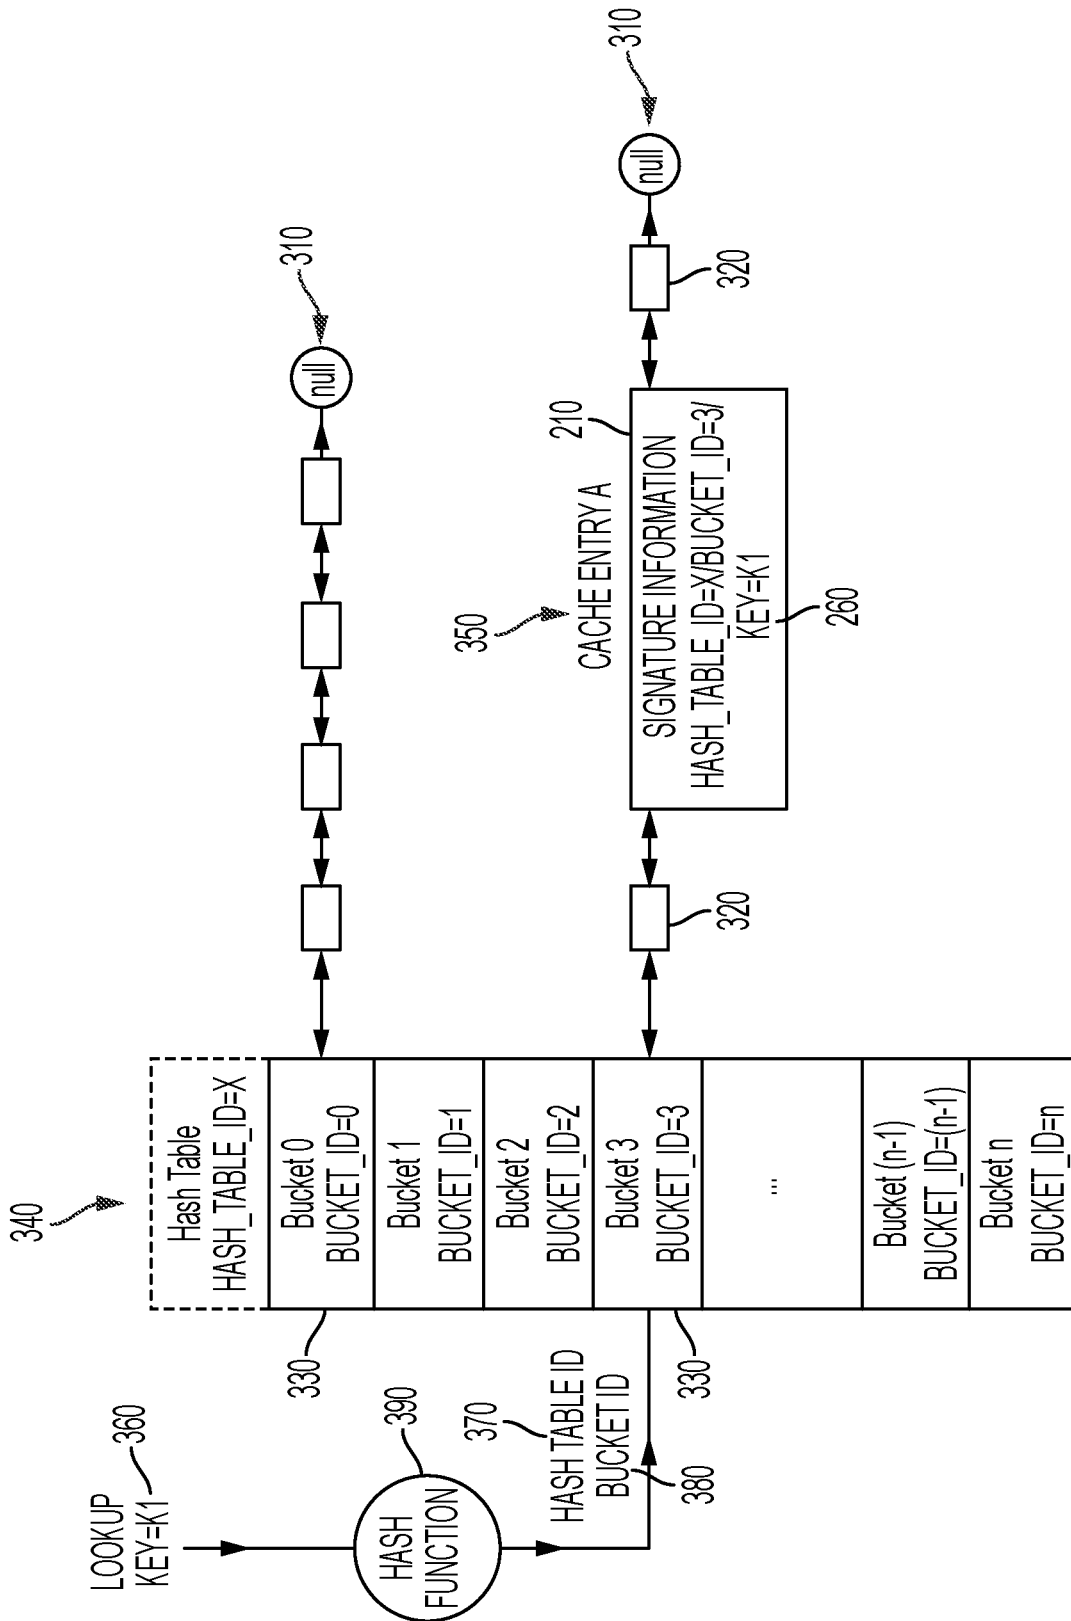 340
Hash Table
HASH_TABLE_ID=X
Bucket 0
BUCKET_ID=0
Bucket 1
BUCKET_ID=1
Bucket 2
BUCKET_ID=2
Bucket 3
BUCKET_ID=3
...
Bucket (n-1)
BUCKET_ID=(n-1)
Bucket n
BUCKET_ID=n
330
330
LOOKUP
KEY=K1
360
HASH
FUNCTION
390
370
HASH TABLE ID
BUCKET ID
380
null
310
320
350
CACHE ENTRY A
210
SIGNATURE INFORMATION
HASH_TABLE_ID=X/BUCKET_ID=3/
KEY=K1
260
320
null
310